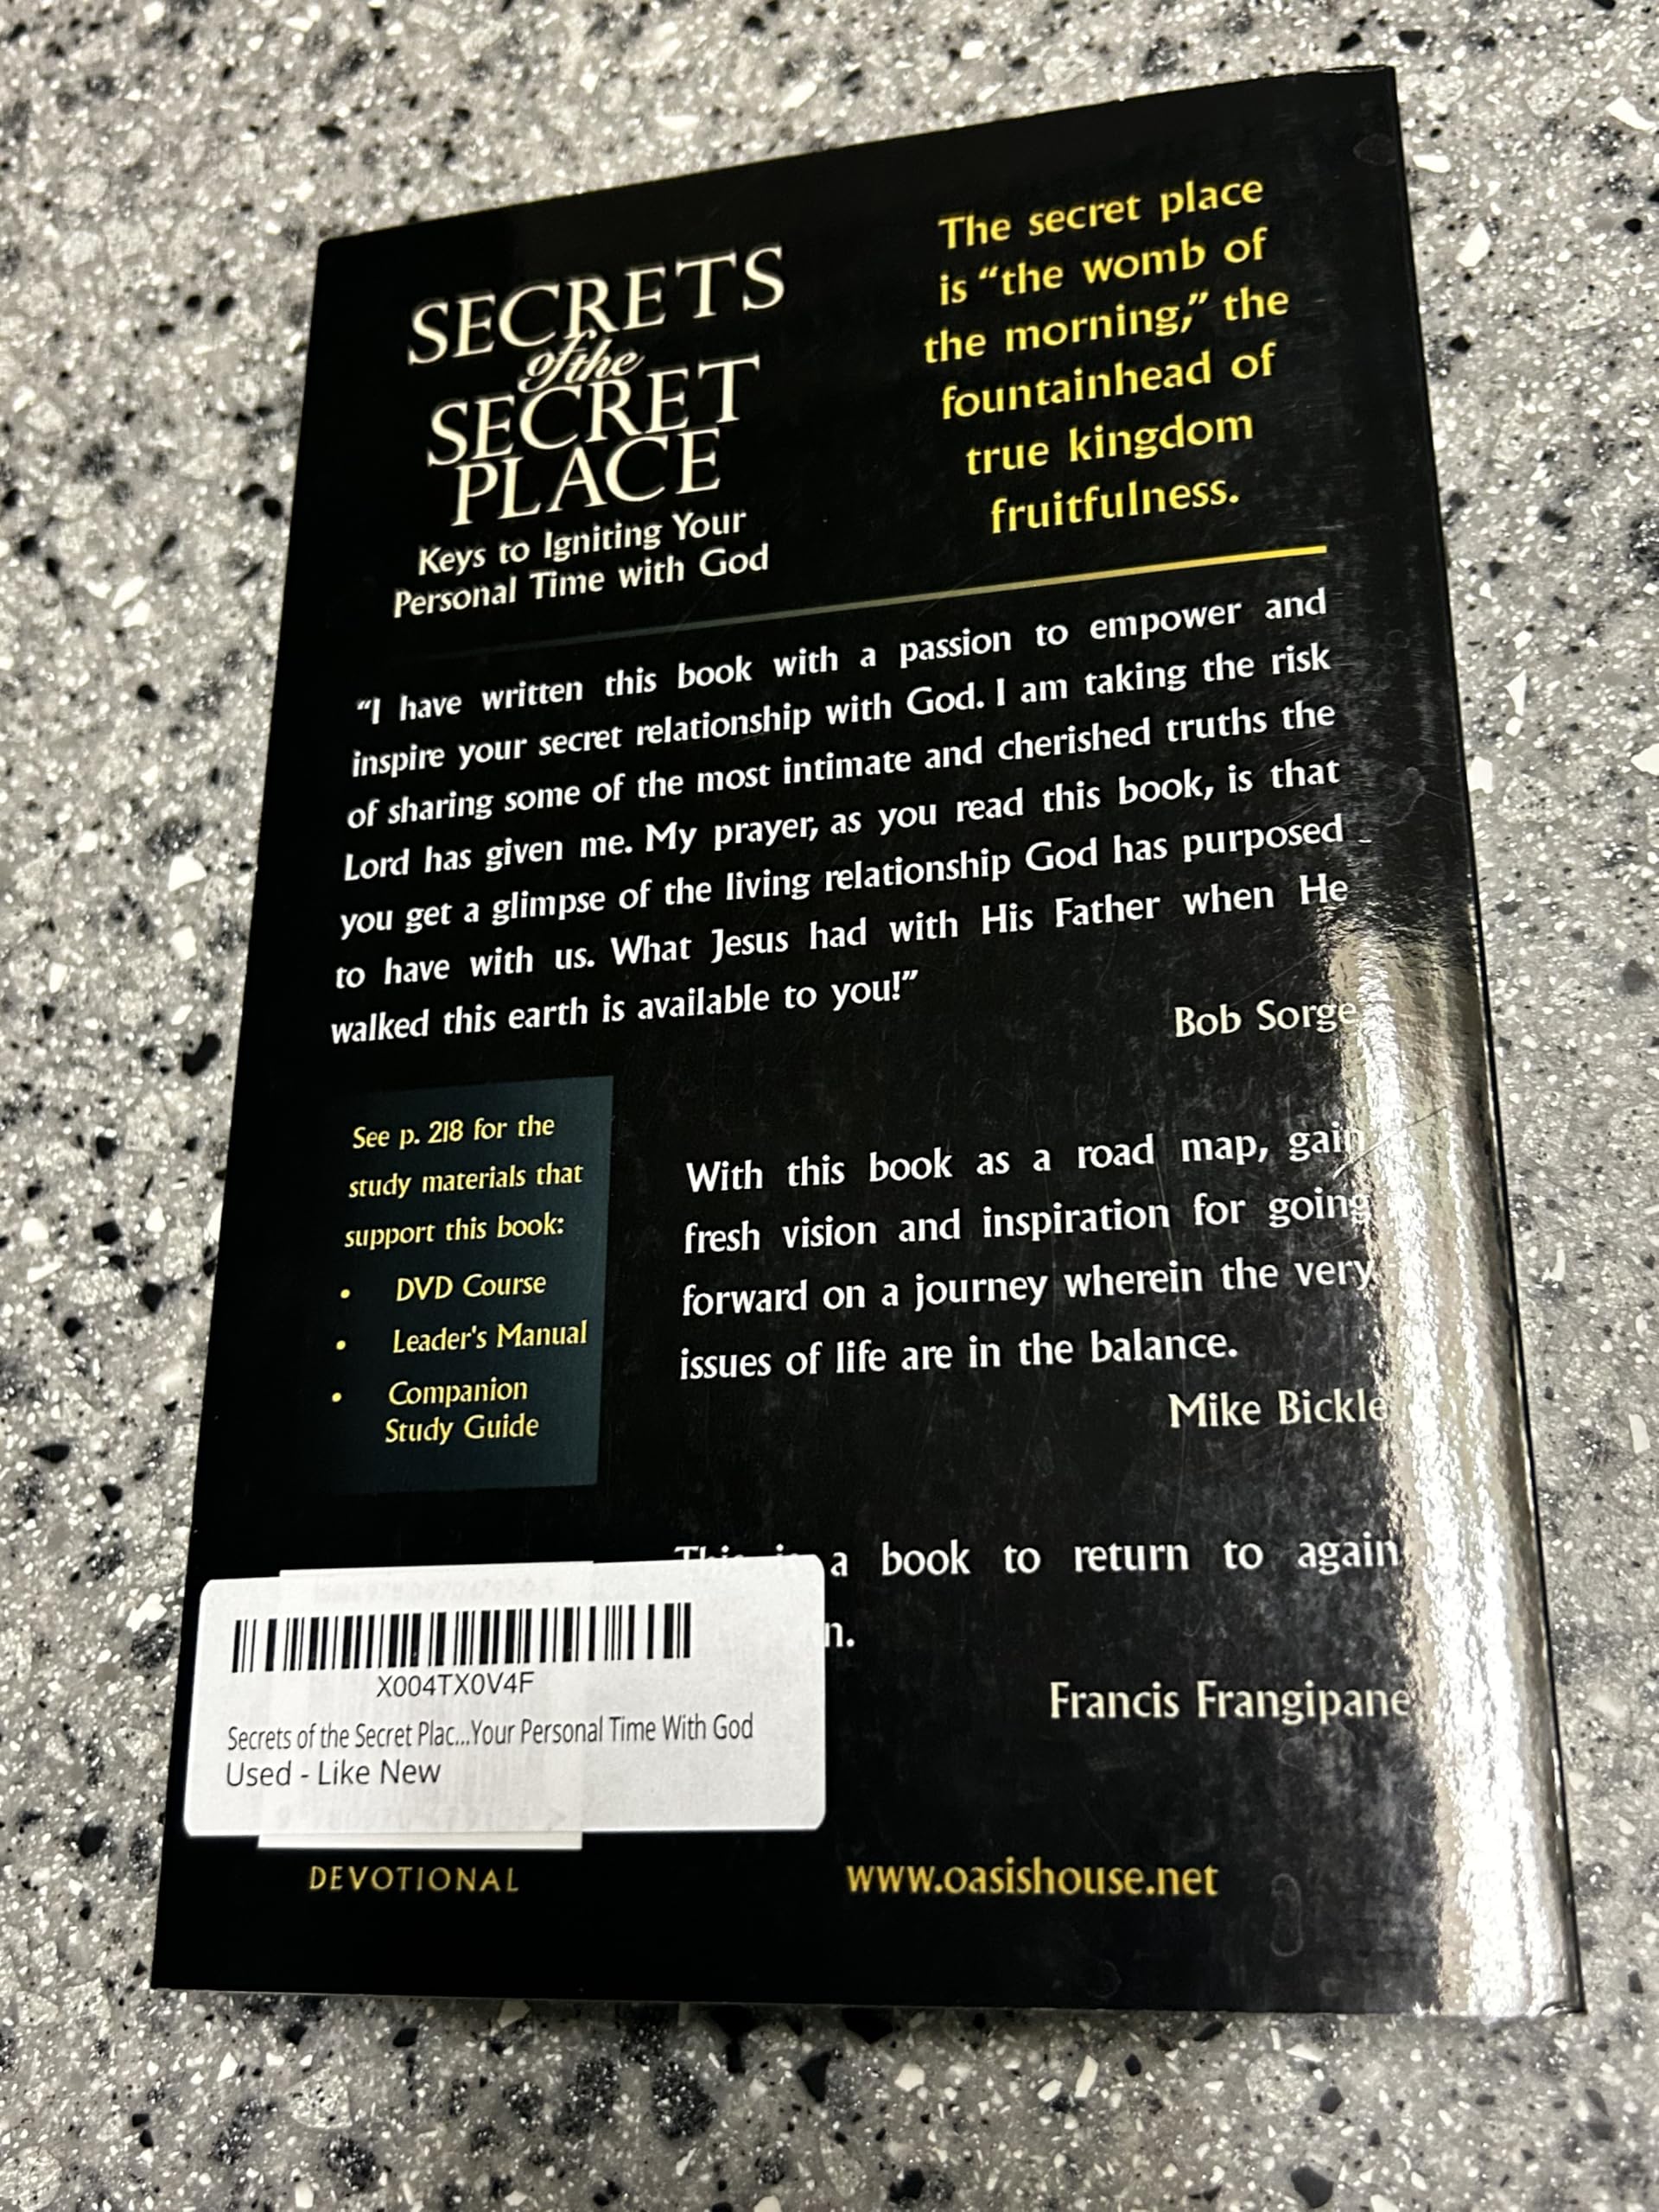 SECRETS
of the
SECRET
PLACE
Keys to Igniting Your
Personal Time with God
The secret place
is “the womb of
the morning,” the
fountainhead of
true kingdom
fruitfulness.
“I have written this book with a passion to empower and
inspire your secret relationship with God. I am taking the risk
of sharing some of the most intimate and cherished truths the
Lord has given me. My prayer, as you read this book, is that
you get a glimpse of the living relationship God has purposed
to have with us. What Jesus had with His Father when He
walked this earth is available to you!”
Bob Sorge
See p. 218 for the
study materials that
support this book:
• DVD Course
• Leader's Manual
• Companion
Study Guide
With this book as a road map, gain
fresh vision and inspiration for going
forward on a journey wherein the very
issues of life are in the balance.
Mike Bickle
This is a book to return to again
n.
Francis Frangipane
X004TX0V4F
Secrets of the Secret Plac...Your Personal Time With God
Used - Like New
DEVOTIONAL
www.oasishouse.net